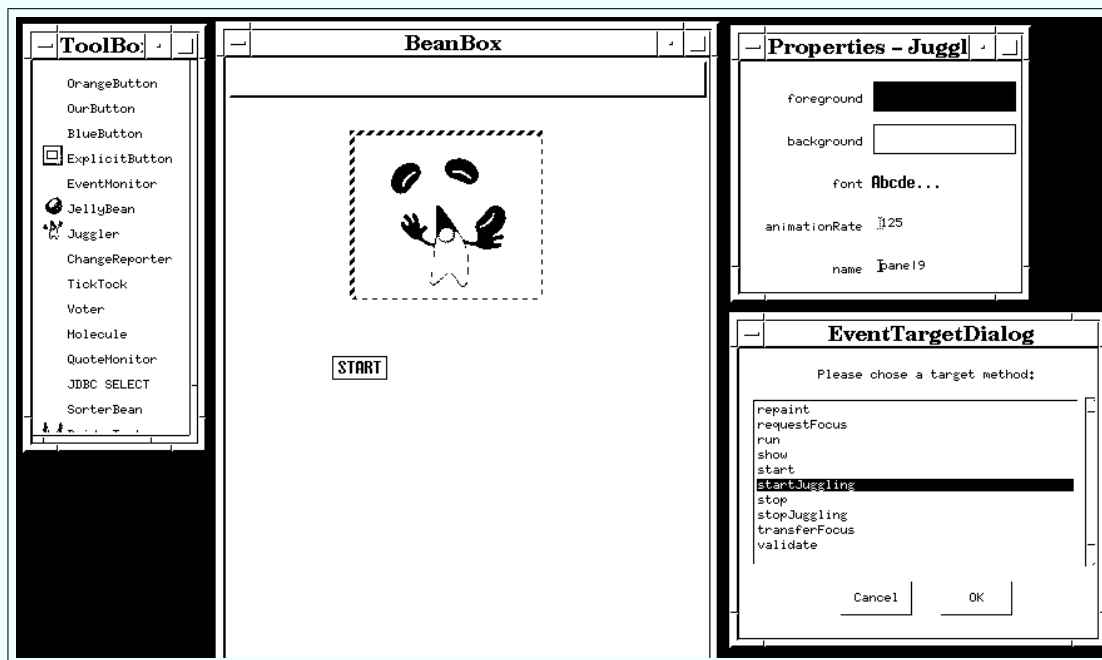 ToolBo
OrangeButton
OurButton
BlueButton
ExplicitButton
EventMonitor
JellyBean
Juggler
ChangeReporter
TickTock
Voter
Molecule
QuoteMonitor
JDBC SELECT
SorterBean
BeanBox
START
Properties – Juggl
foreground
background
font Abcde...
animationRate 125
name panel9
EventTargetDialog
Please chose a target method:
repaint
requestFocus
run
show
start
startJuggling
stop
stopJuggling
transferFocus
validate
Cancel OK